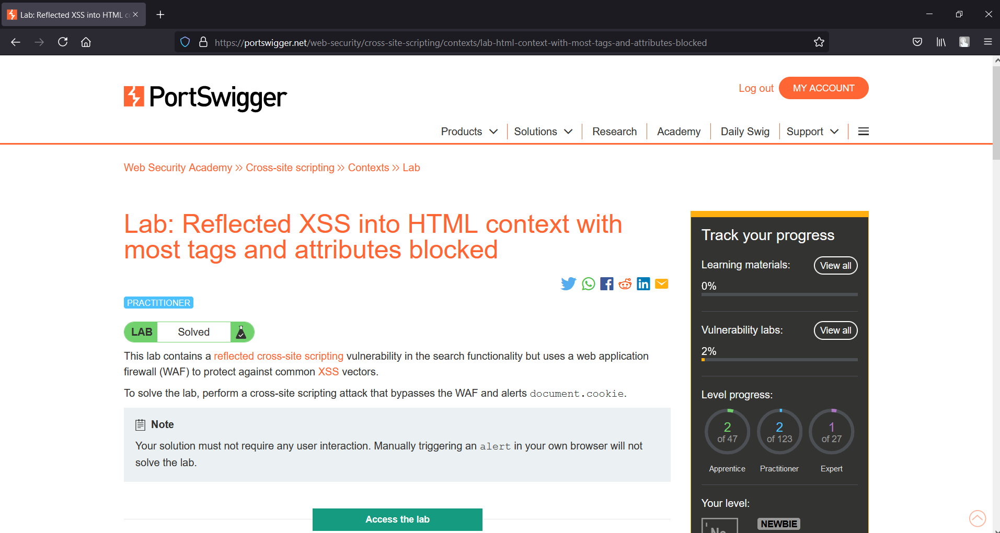 Lab: Reflected XSS into HTML co
https://portswigger.net/web-security/cross-site-scripting/contexts/lab-html-context-with-most-tags-and-attributes-blocked
PortSwigger
Log out
MY ACCOUNT
Products
Solutions
Research
Academy
Daily Swig
Support
Web Security Academy » Cross-site scripting » Contexts » Lab
Lab: Reflected XSS into HTML context with
most tags and attributes blocked
PRACTITIONER
LAB Solved
This lab contains a reflected cross-site scripting vulnerability in the search functionality but uses a web application
firewall (WAF) to protect against common XSS vectors.
To solve the lab, perform a cross-site scripting attack that bypasses the WAF and alerts document.cookie.
Note
Your solution must not require any user interaction. Manually triggering an alert in your own browser will not
solve the lab.
Access the lab
Track your progress
Learning materials:
View all
0%
Vulnerability labs:
View all
2%
Level progress:
2
of 47
2
of 123
1
of 27
Apprentice
Practitioner
Expert
Your level:
NEWBIE